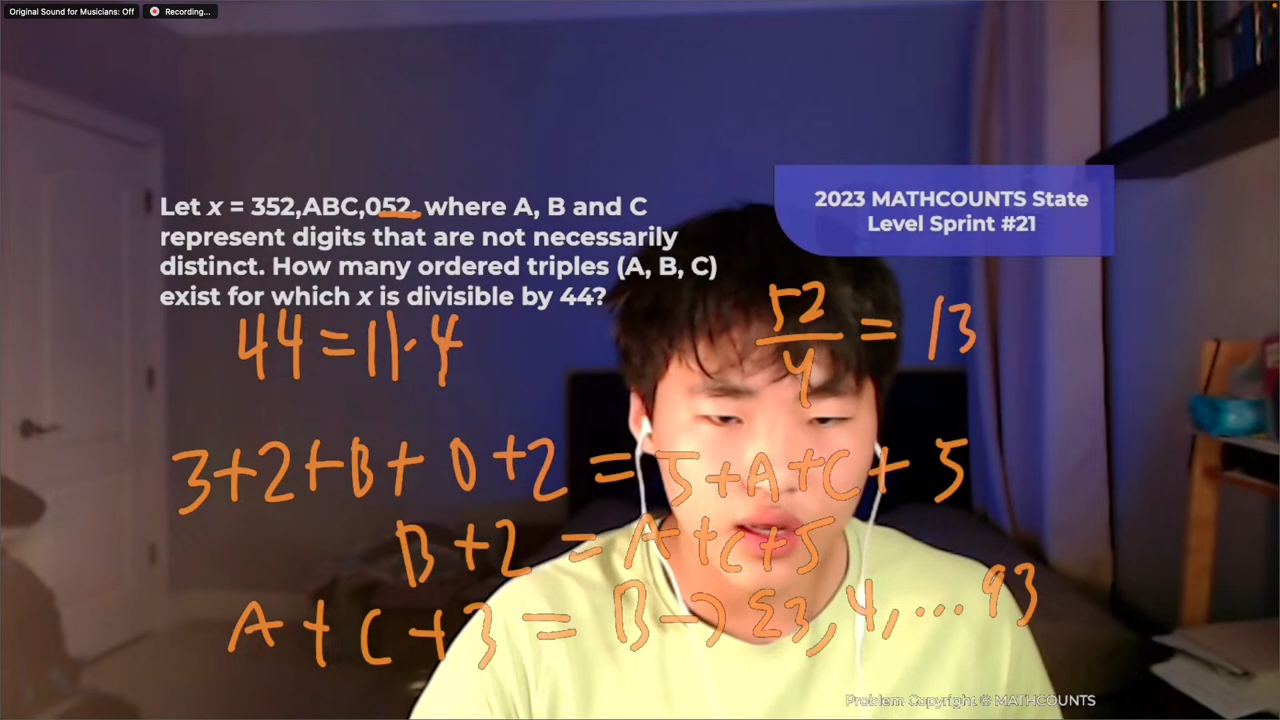 Original Sound for Musicians: Off
Recording...
2023 MATHCOUNTS State
Level Sprint #21
Let x = 352,ABC,052, where A, B and C
represent digits that are not necessarily
distinct. How many ordered triples (A, B, C)
exist for which x is divisible by 44?
44=11·4
52/4 = 13
3+2+B+0+2=5+A+C+5
B+2=A+C+5
A+C+3=B→{3,4,...9}
Problem Copyright © MATHCOUNTS